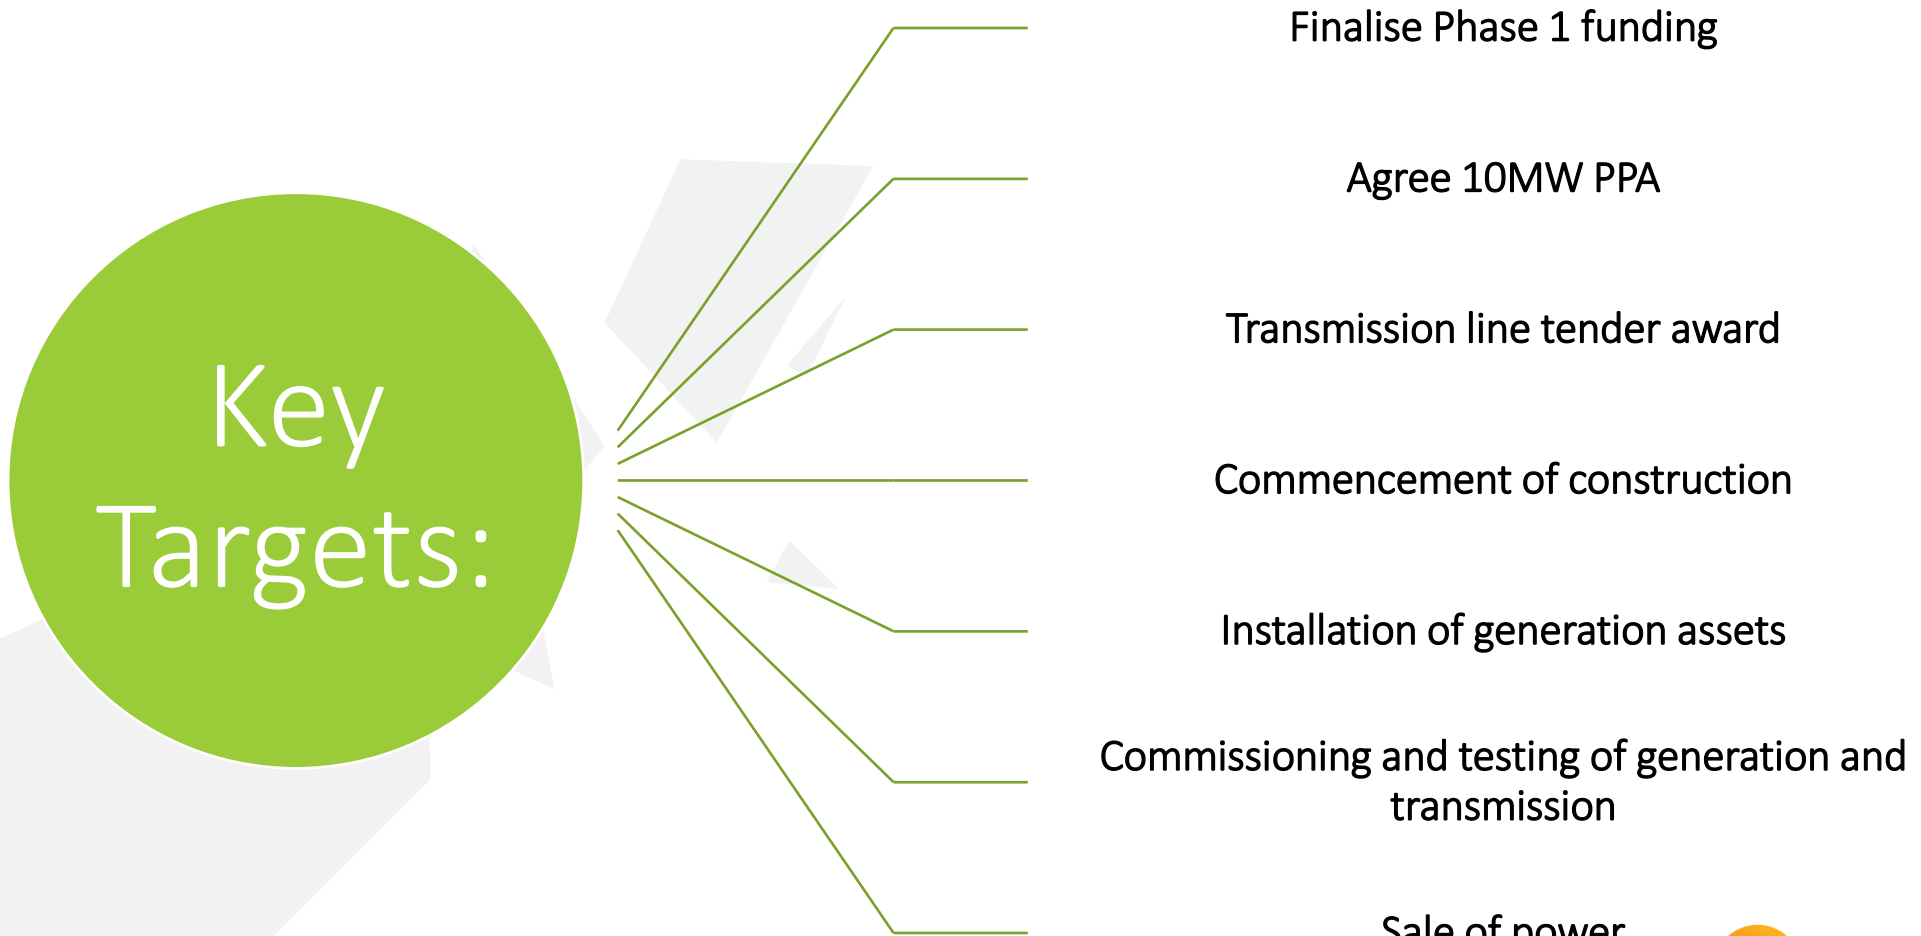 Key
Targets:
Finalise Phase 1 funding
Agree 10MW PPA
Transmission line tender award
Commencement of construction
Installation of generation assets
Commissioning and testing of generation and
transmission
Sale of power